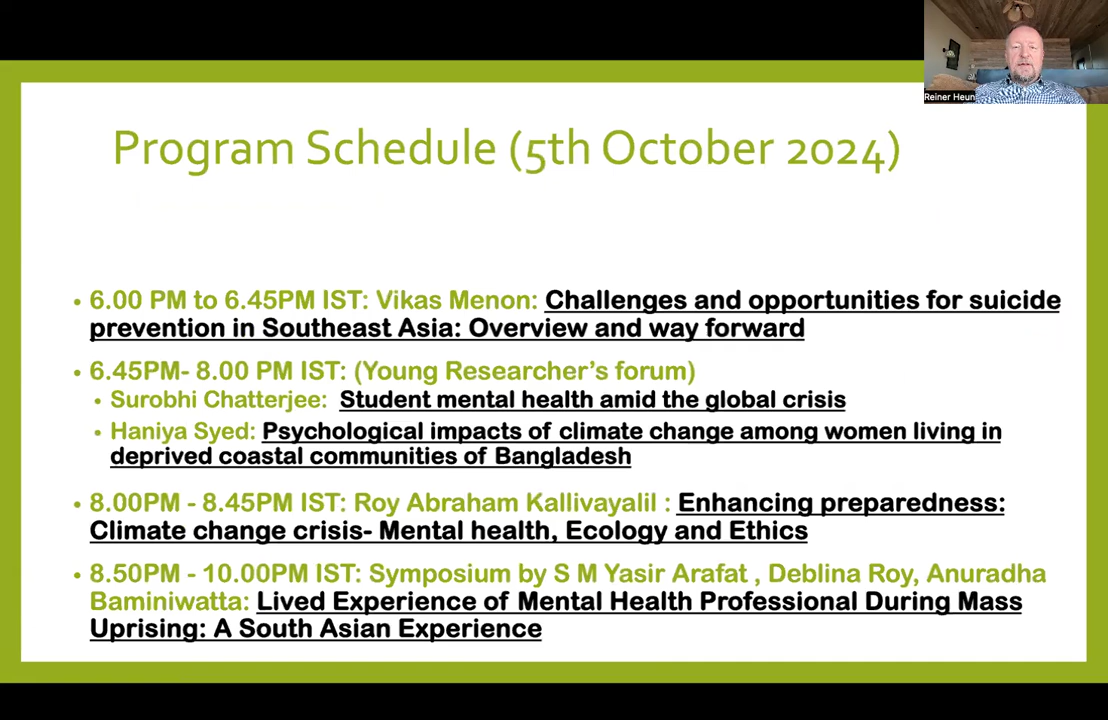 Reiner Heun
Program Schedule (5th October 2024)
• 6.00 PM to 6.45PM IST: Vikas Menon: Challenges and opportunities for suicide
prevention in Southeast Asia: Overview and way forward
• 6.45PM- 8.00 PM IST: (Young Researcher’s forum)
• Surobhi Chatterjee: Student mental health amid the global crisis
• Haniya Syed: Psychological impacts of climate change among women living in
deprived coastal communities of Bangladesh
• 8.00PM - 8.45PM IST: Roy Abraham Kallivayalil : Enhancing preparedness:
Climate change crisis- Mental health, Ecology and Ethics
• 8.50PM - 10.00PM IST: Symposium by S M Yasir Arafat , Deblina Roy, Anuradha
Baminiwatta: Lived Experience of Mental Health Professional During Mass
Uprising: A South Asian Experience